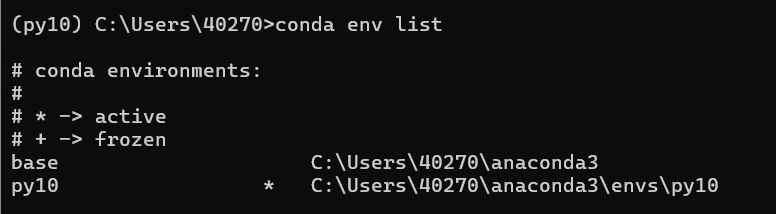 (py10) C:\Users\40270>conda env list
# conda environments:
#
# * -> active
# + -> frozen
base                     C:\Users\40270\anaconda3
py10                 *   C:\Users\40270\anaconda3\envs\py10